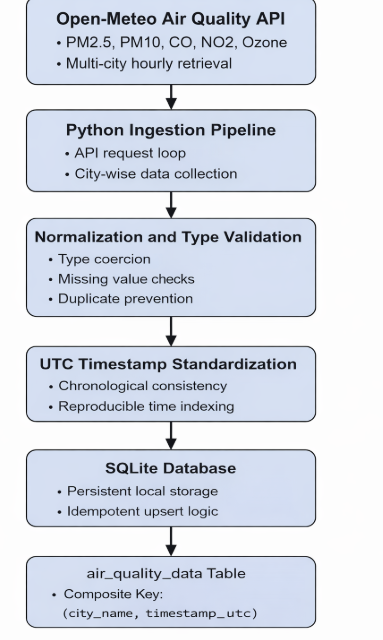 Open-Meteo Air Quality API
• PM2.5, PM10, CO, NO2, Ozone
• Multi-city hourly retrieval
Python Ingestion Pipeline
• API request loop
• City-wise data collection
Normalization and Type Validation
• Type coercion
• Missing value checks
• Duplicate prevention
UTC Timestamp Standardization
• Chronological consistency
• Reproducible time indexing
SQLite Database
• Persistent local storage
• Idempotent upsert logic
air_quality_data Table
• Composite Key:
(city_name, timestamp_utc)